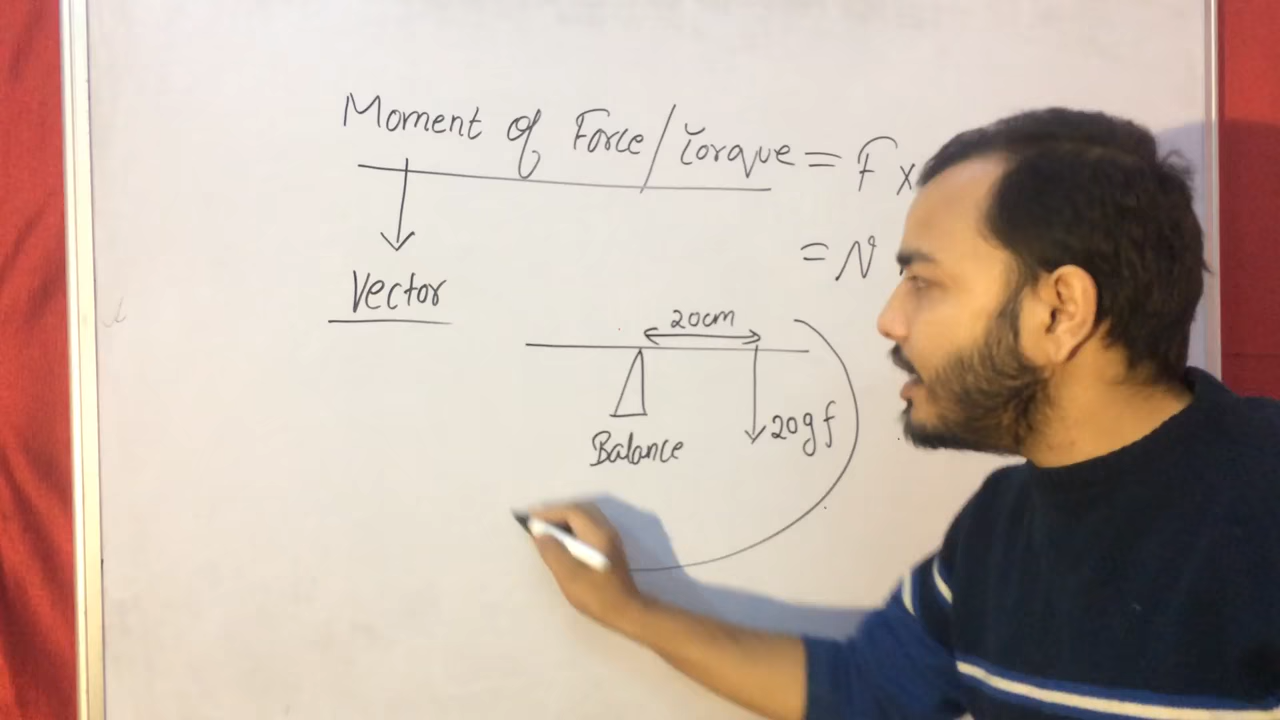 Moment of Force/Torque = F x
= N
Vector
20cm
20gf
Balance